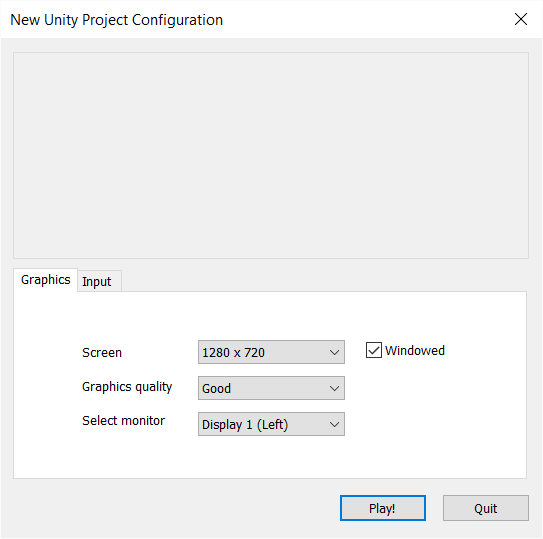 New Unity Project Configuration
Graphics
Input
Screen
1280 x 720
Windowed
Graphics quality
Good
Select monitor
Display 1 (Left)
Play!
Quit